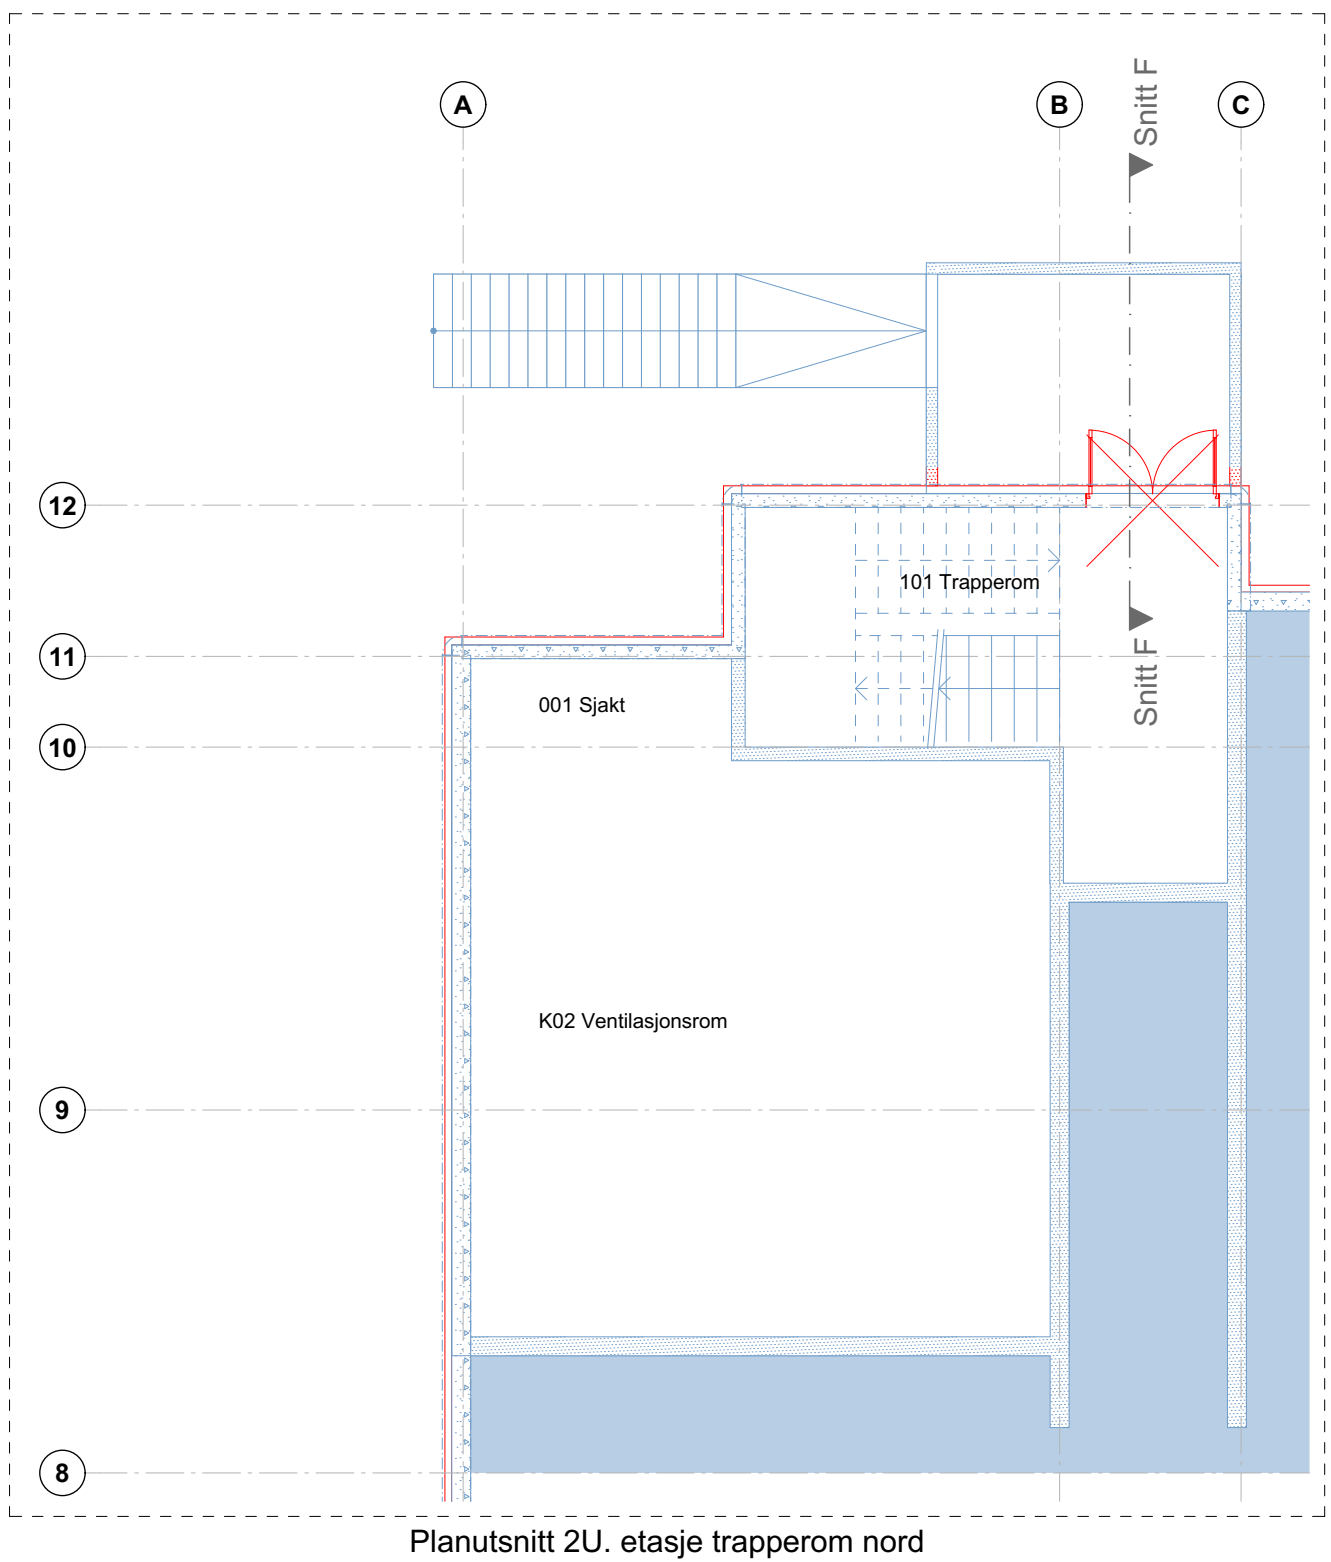 A
B
Snitt F
C
12
101 Trapperom
11
Snitt F
001 Sjakt
10
K02 Ventilasjonsrom
9
8
Planutsnitt 2U. etasje trapperom nord